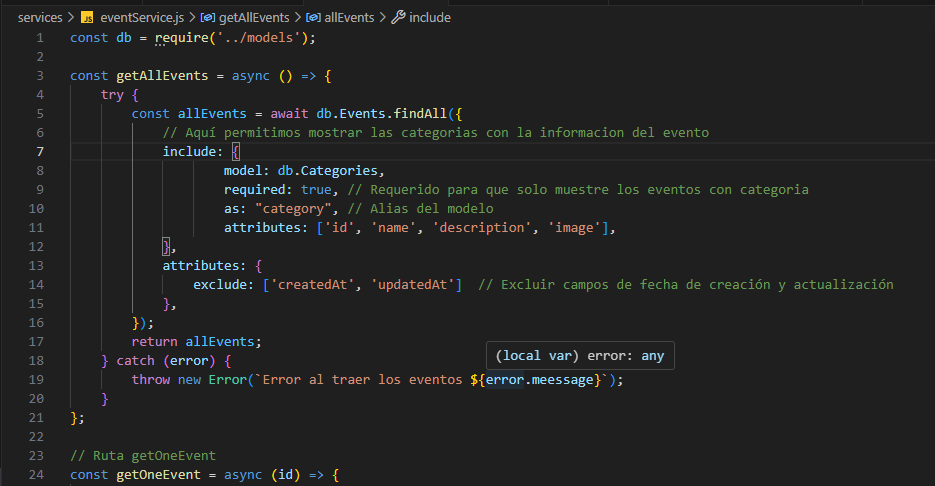 services > JS eventService.js > getAllEvents > allEvents > include
1 const db = require('../models');
2
3 const getAllEvents = async () => {
4 try {
5 const allEvents = await db.Events.findAll({
6 // Aquí permitimos mostrar las categorias con la informacion del evento
7 include: {
8 model: db.Categories,
9 required: true, // Requerido para que solo muestre los eventos con categoria
10 as: "category", // Alias del modelo
11 attributes: ['id', 'name', 'description', 'image'],
12 },
13 attributes: {
14 exclude: ['createdAt', 'updatedAt'] // Excluir campos de fecha de creación y actualización
15 },
16 });
17 return allEvents;
18 } catch (error) {
(local var) error: any
19 throw new Error(`Error al traer los eventos ${error.meessage}`);
20 }
21 };
22
23 // Ruta getOneEvent
24 const getOneEvent = async (id) => {